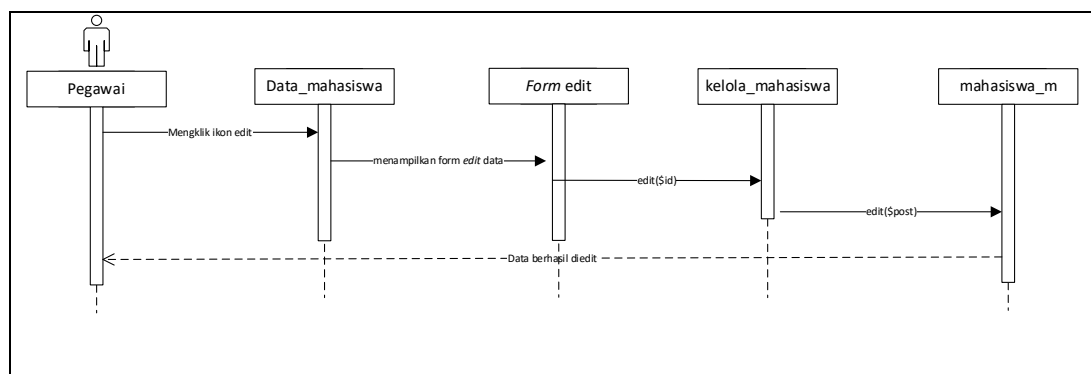 Pegawai
Data_mahasiswa
Form edit
kelola_mahasiswa
mahasiswa_m
Mengklik ikon edit
menampilkan form edit data
edit($id)
edit($post)
Data berhasil diedit